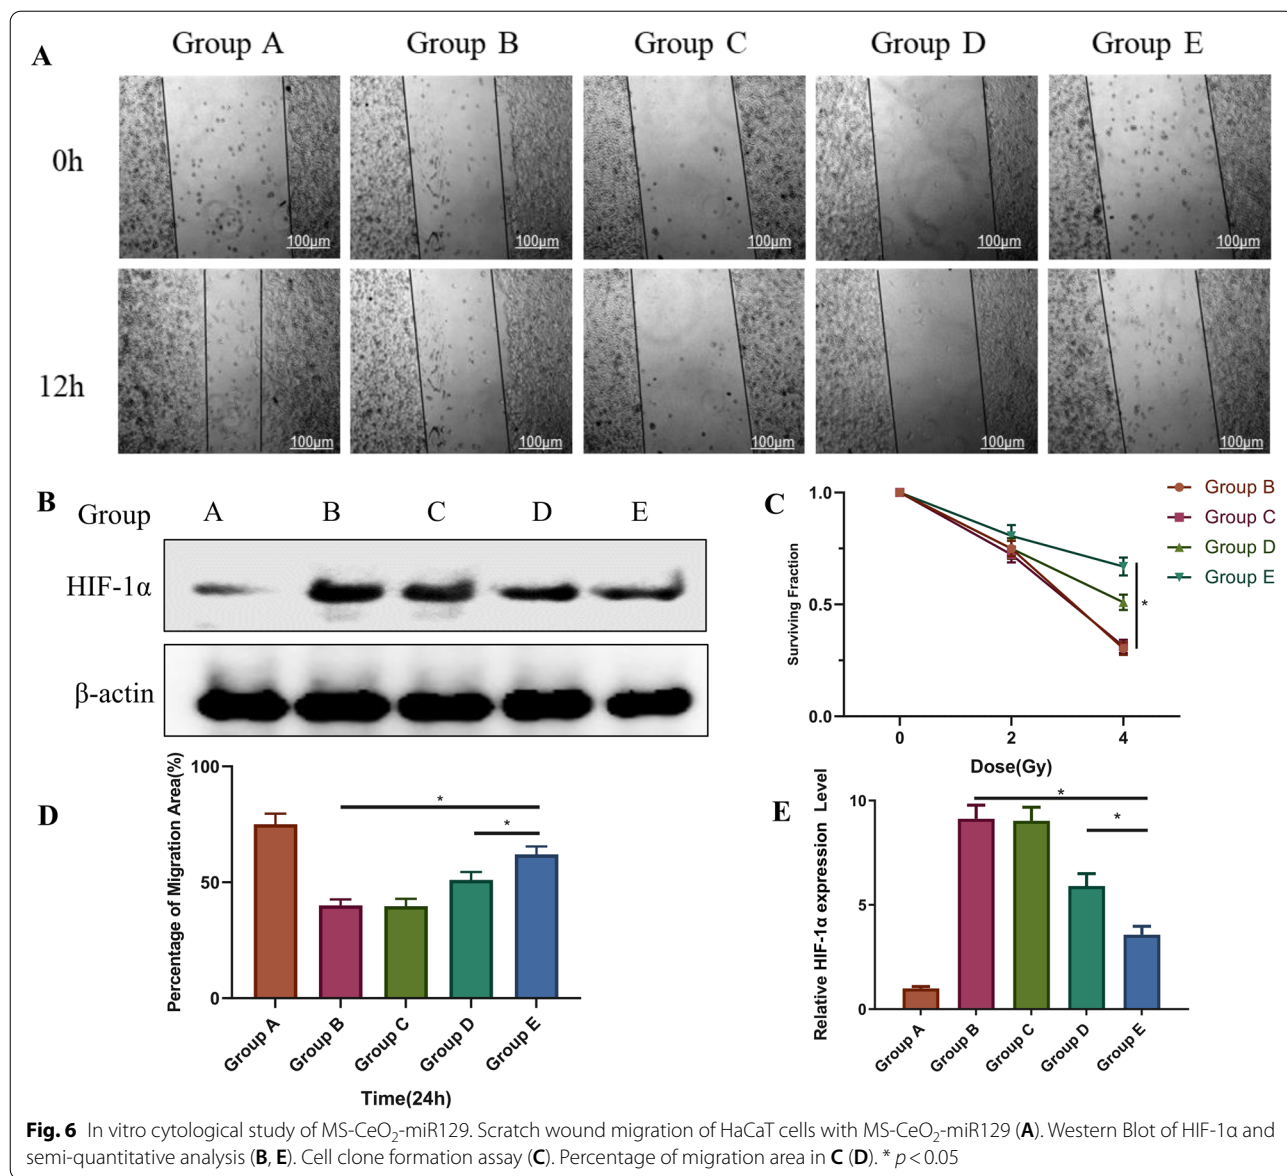 Group A Group B Group C Group D Group E
A
0h
100μm 100μm 100μm 100μm 100μm
12h
100μm 100μm 100μm 100μm 100μm
B
Group A B C D E
HIF-1α
β-actin
C
1.0
0.5
0.0
Surviving Fraction
0 2 4
Dose(Gy)
Group B
Group C
Group D
Group E
*
D
Percentage of Migration Area(%)
100
50
0
*
*
Group A Group B Group C Group D Group E
Time(24h)
E
Relative HIF-1α expression Level
10
5
0
*
*
Group A Group B Group C Group D Group E
Fig. 6 In vitro cytological study of MS-CeO₂-miR129. Scratch wound migration of HaCaT cells with MS-CeO₂-miR129 (A). Western Blot of HIF-1α and
semi-quantitative analysis (B, E). Cell clone formation assay (C). Percentage of migration area in C (D). * p < 0.05